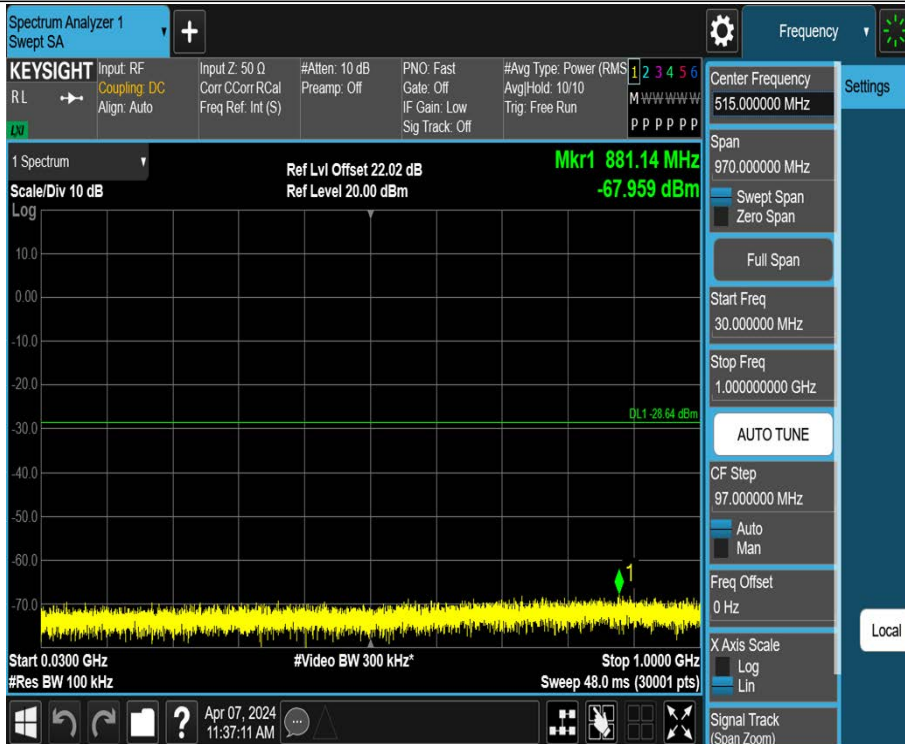 Spectrum Analyzer 1
Swept SA
+
Frequency
KEYSIGHT
RL
LXI
Input: RF
Coupling: DC
Align: Auto
Input Z: 50 Ω
Corr CCorr RCal
Freq Ref: Int (S)
#Atten: 10 dB
Preamp: Off
PNO: Fast
Gate: Off
IF Gain: Low
Sig Track: Off
#Avg Type: Power (RMS
Avg|Hold: 10/10
Trig: Free Run
1 2 3 4 5 6
M W W W W W
P P P P P P
1 Spectrum
Scale/Div 10 dB
Log
Ref Lvl Offset 22.02 dB
Ref Level 20.00 dBm
Mkr1 881.14 MHz
-67.959 dBm
10.0
0.00
-10.0
-20.0
DL1 -28.64 dBm
-30.0
-40.0
-50.0
-60.0
1
-70.0
Start 0.0300 GHz
#Video BW 300 kHz*
Stop 1.0000 GHz
#Res BW 100 kHz
Sweep 48.0 ms (30001 pts)
?
Apr 07, 2024
11:37:11 AM
Center Frequency
515.000000 MHz
Span
970.000000 MHz
Swept Span
Zero Span
Full Span
Start Freq
30.000000 MHz
Stop Freq
1.000000000 GHz
AUTO TUNE
CF Step
97.000000 MHz
Auto
Man
Freq Offset
0 Hz
X Axis Scale
Log
Lin
Signal Track
(Span Zoom)
Settings
Local